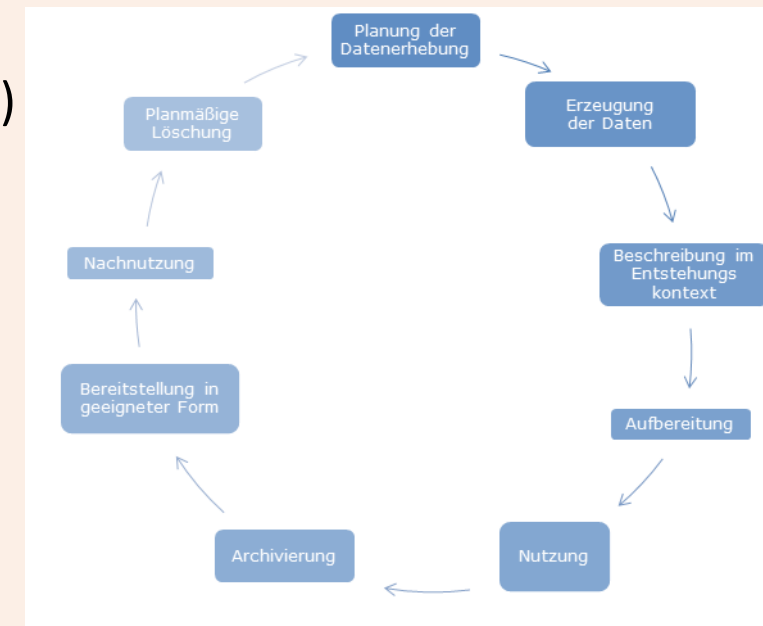 )
Planung der
Datenerhebung
Erzeugung
der Daten
Beschreibung im
Entstehungs
kontext
Aufbereitung
Nutzung
Archivierung
Bereitstellung in
geeigneter Form
Nachnutzung
Planmäßige
Löschung